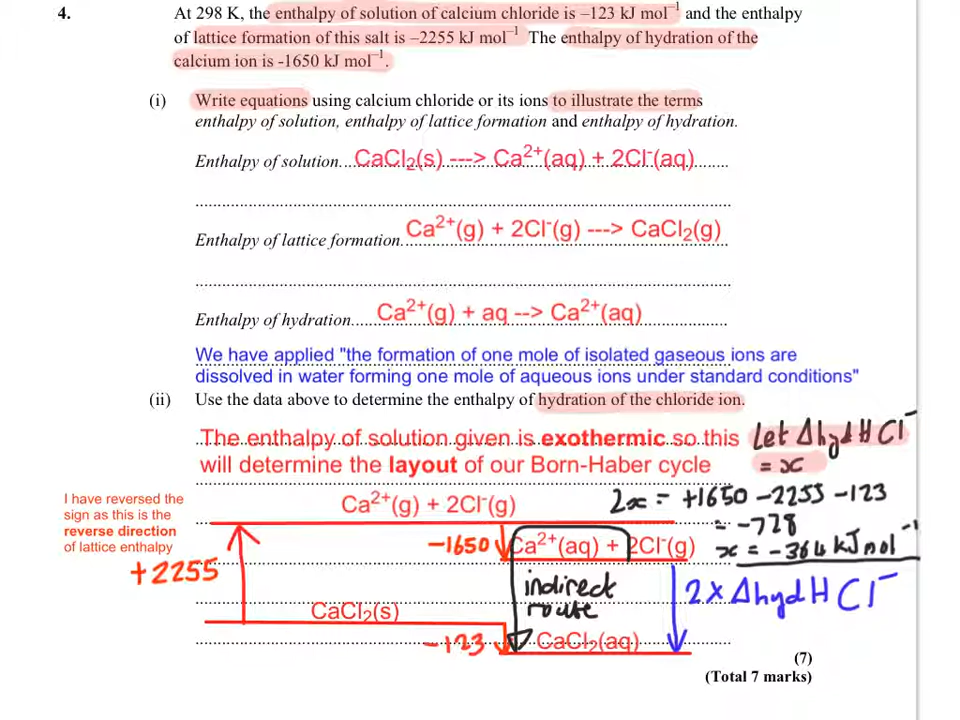 4. At 298 K, the enthalpy of solution of calcium chloride is –123 kJ mol⁻¹ and the enthalpy
of lattice formation of this salt is –2255 kJ mol⁻¹ The enthalpy of hydration of the
calcium ion is -1650 kJ mol⁻¹.
(i) Write equations using calcium chloride or its ions to illustrate the terms
enthalpy of solution, enthalpy of lattice formation and enthalpy of hydration.
Enthalpy of solution... CaCl₂(s) ---> Ca²⁺(aq) + 2Cl⁻(aq)
Enthalpy of lattice formation. Ca²⁺(g) + 2Cl⁻(g) ---> CaCl₂(g)
Enthalpy of hydration... Ca²⁺(g) + aq --> Ca²⁺(aq)
We have applied "the formation of one mole of isolated gaseous ions are
dissolved in water forming one mole of aqueous ions under standard conditions"
(ii) Use the data above to determine the enthalpy of hydration of the chloride ion.
The enthalpy of solution given is exothermic so this
will determine the layout of our Born-Haber cycle
Let ΔhydH Cl⁻
= x
I have reversed the
sign as this is the
reverse direction
of lattice enthalpy
+2255
Ca²⁺(g) + 2Cl⁻(g)
2x = +1650 -2255 -123
= -728
x = -364 kJ mol⁻¹
-1650
Ca²⁺(aq) + 2Cl⁻(g)
indirect
route
2 x ΔhydH Cl⁻
CaCl₂(s)
-123
CaCl₂(aq)
(7)
(Total 7 marks)